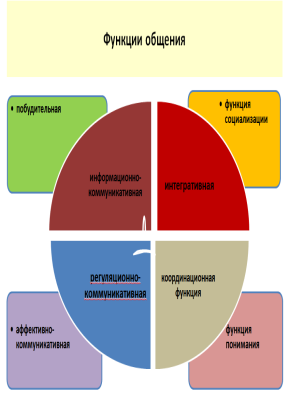 Функции общения
• побудительная
• функция
социализации
информационно-
коммуникативная
интегративная
регуляционно-
коммуникативная
координационная
функция
• аффективно-
коммуникативная
функция
понимания